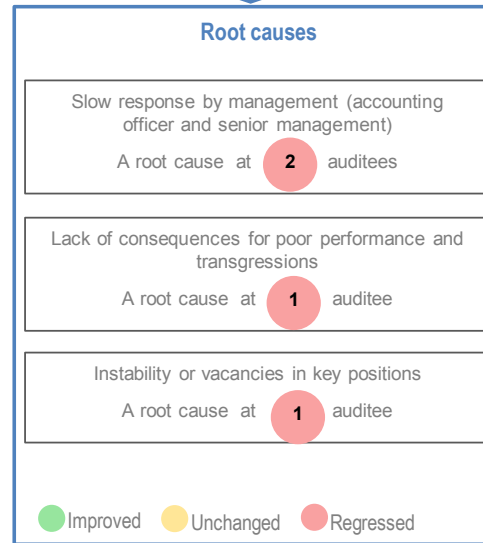 Root causes
Slow response by management (accounting
officer and senior management)
A root cause at 2 auditees
Lack of consequences for poor performance and
transgressions
A root cause at 1 auditee
Instability or vacancies in key positions
A root cause at 1 auditee
Improved Unchanged Regressed